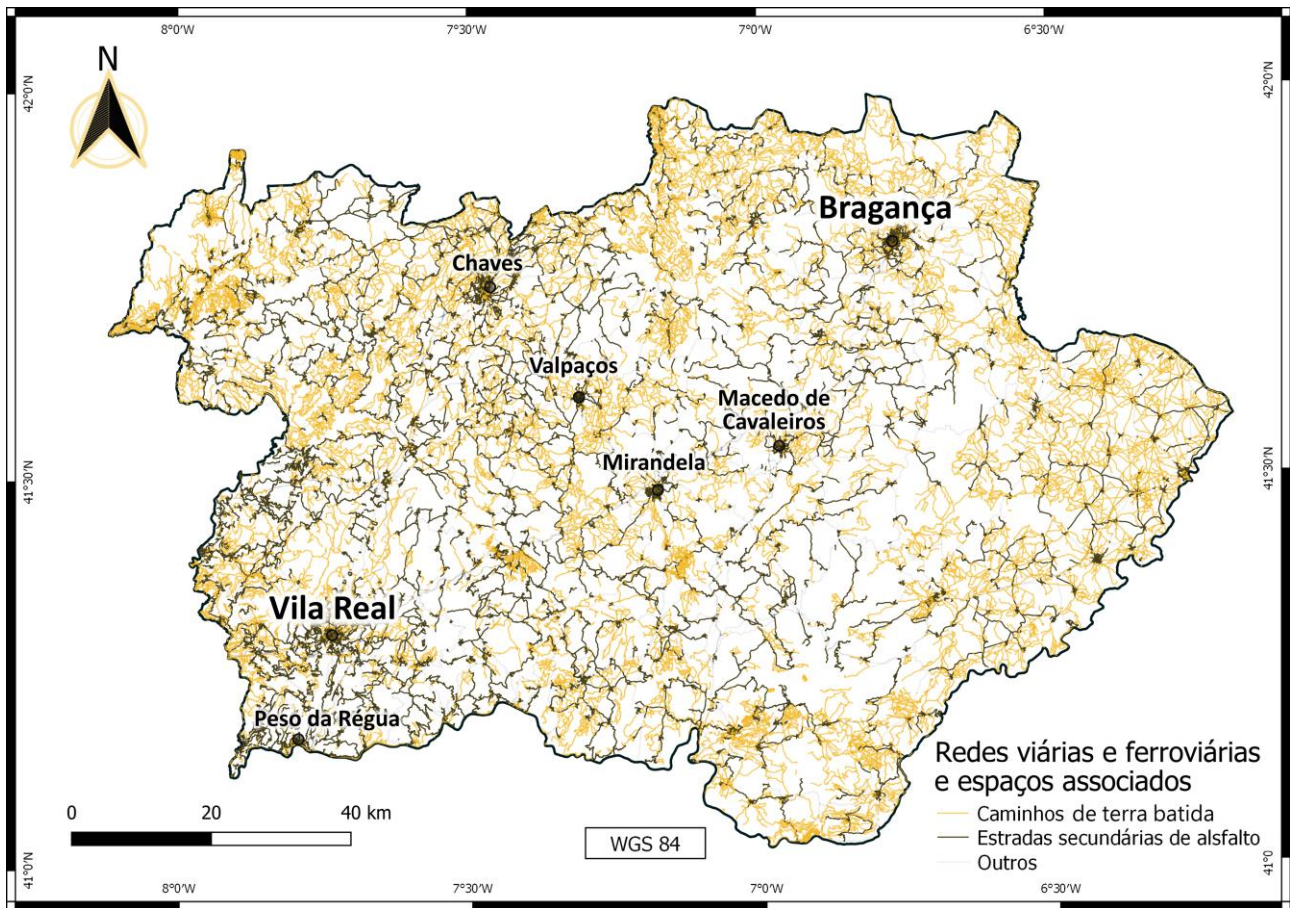 8°0'W
7°30'W
7°0'W
6°30'W
N
42°0'N
42°0'N
Bragança
Chaves
Valpaços
Macedo de
Cavaleiros
Mirandela
41°30'N
41°30'N
Vila Real
Peso da Régua
Redes viárias e ferroviárias
e espaços associados
Caminhos de terra batida
Estradas secundárias de alsfalto
Outros
0 20 40 km
WGS 84
41°0'N
41°0
8°0'W
7°30'W
7°0'W
6°30'W